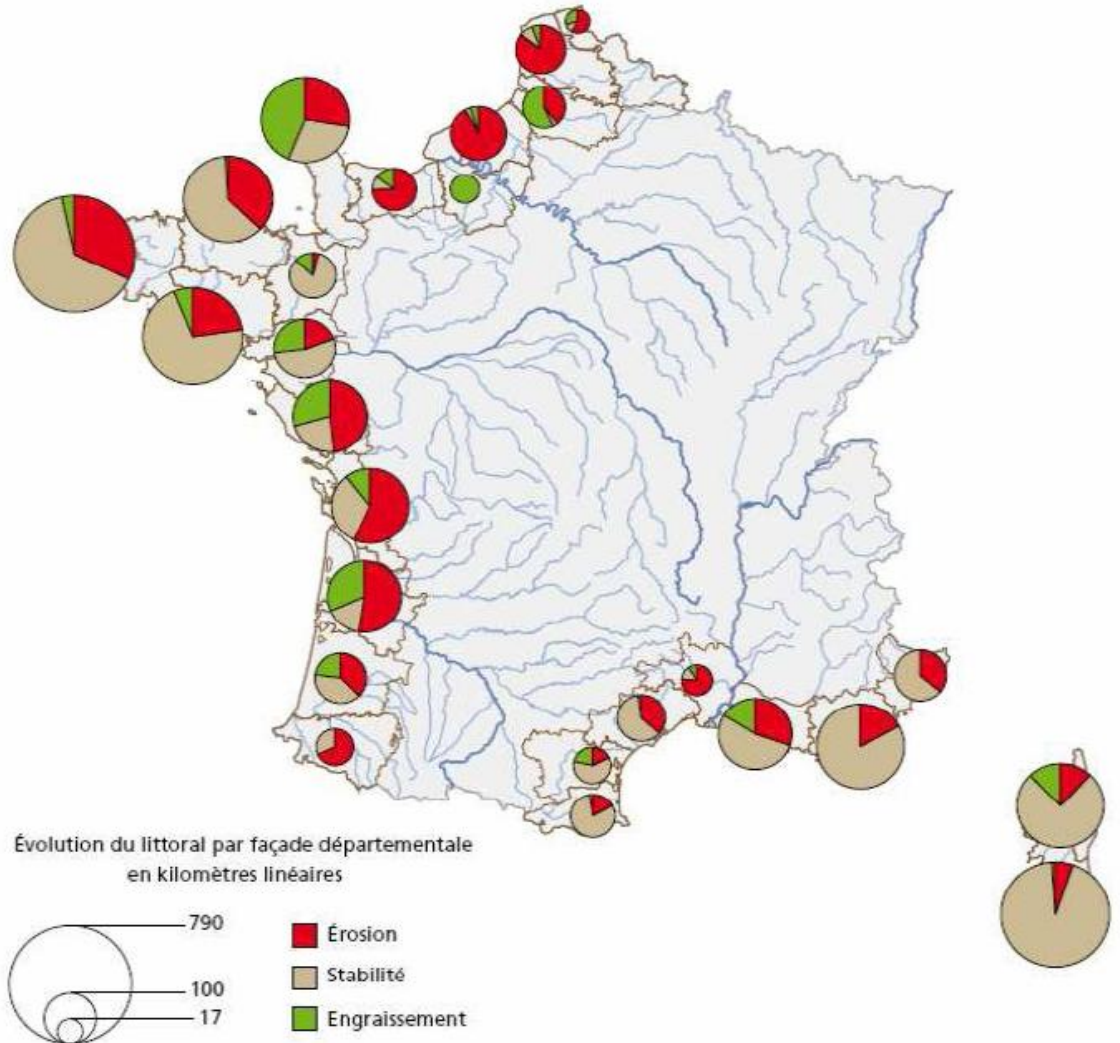 Évolution du littoral par façade départementale
en kilomètres linéaires
790
100
17
Érosion
Stabilité
Engraissement